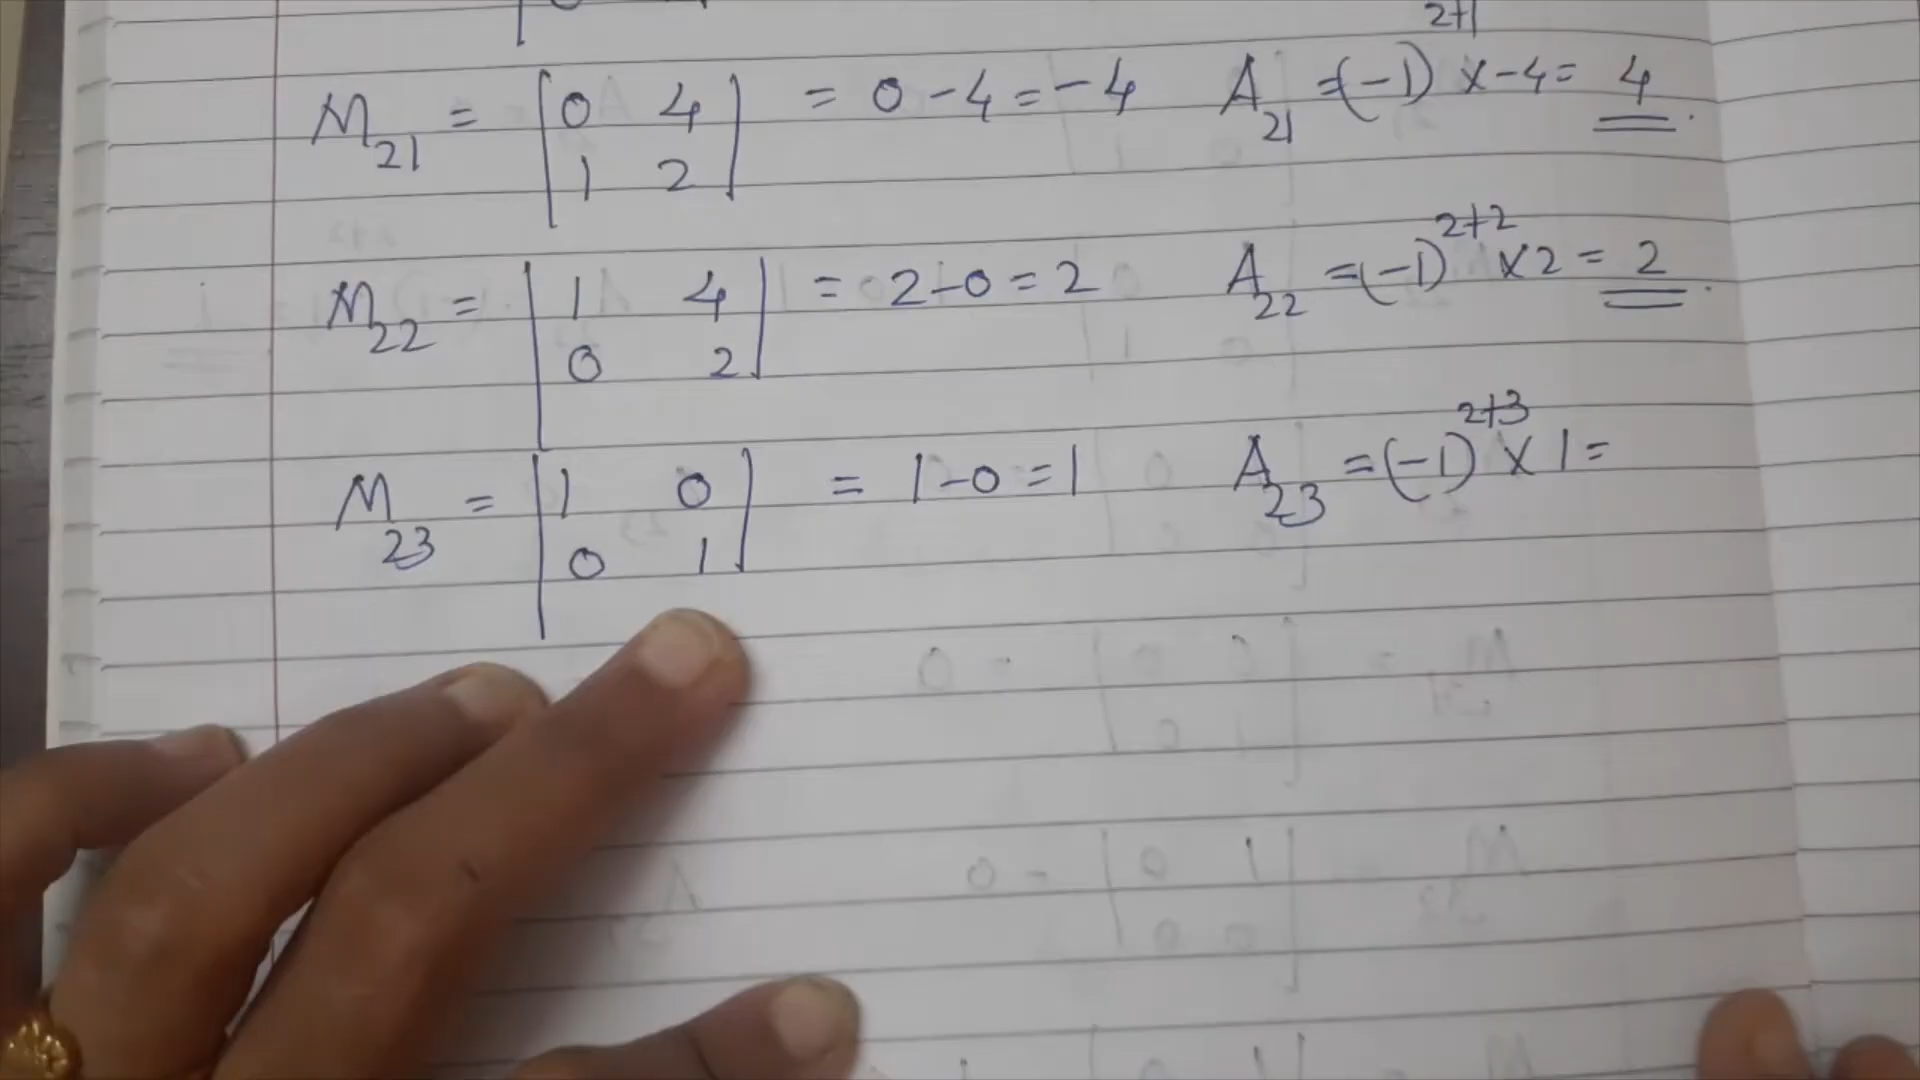 M₂₁ = |0 4| = 0 - 4 = -4 A₂₁ = (-1)²⁺¹ × -4 = 4
|1 2|
M₂₂ = |1 4| = 2 - 0 = 2 A₂₂ = (-1)²⁺² × 2 = 2
|0 2|
M₂₃ = |1 0| = 1 - 0 = 1 A₂₃ = (-1)²⁺³ × 1 =
|0 1|